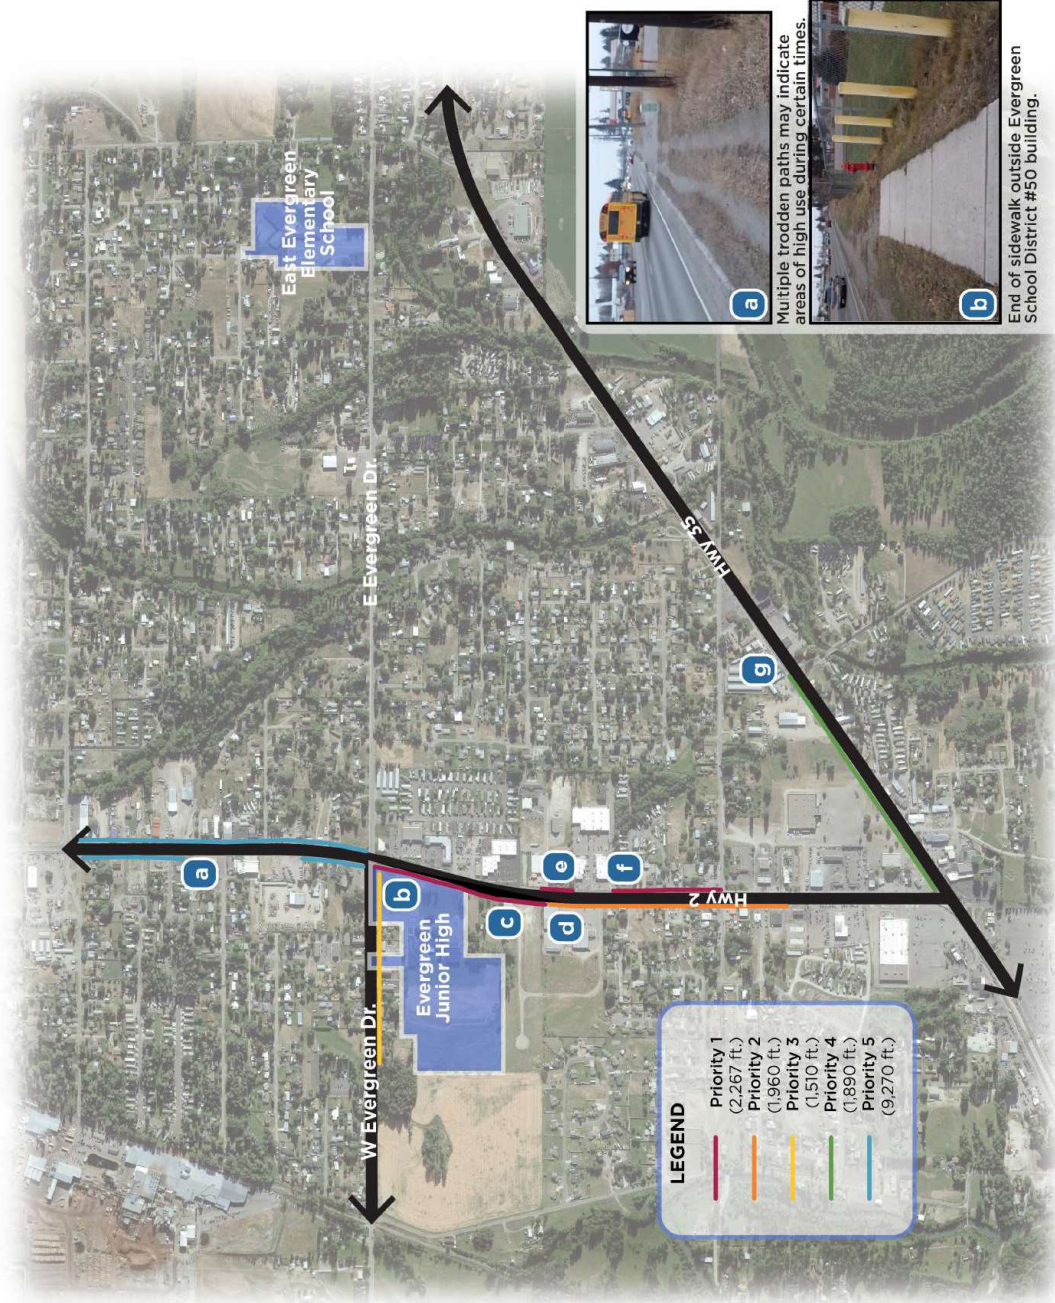 East Evergreen
Elementary
School
E Evergreen Dr.
W Evergreen Dr.
Evergreen
Junior High
Hwy 2
Hwy 35
a
b
c
d
e
f
g
LEGEND
Priority 1
(2,267 ft.)
Priority 2
(1,960 ft.)
Priority 3
(1,510 ft.)
Priority 4
(1,890 ft.)
Priority 5
(9,270 ft.)
a
Multiple trodden paths may indicate
areas of high use during certain times.
b
End of sidewalk outside Evergreen
School District #50 building.